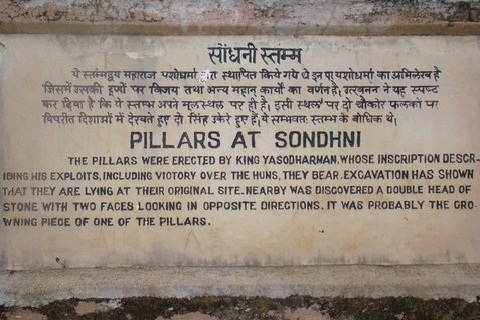 सोंधनी स्तम्भ
ये स्तम्भद्वय महाराज यशोधर्मा द्वारा स्थापित किये गये थे इन पर यशोधर्मा का अभिलेख है
जिसमें उसकी हूणों पर विजय तथा अन्य महान् कार्यों का वर्णन है। उत्खनन ने यह स्पष्ट
कर दिया है कि ये स्तम्भ अपने मूल स्थल पर ही है। इसी स्थल पर दो चौकोर फलकों पर
विपरीत दिशाओं में देखते हुए दो सिंह उकेरे हुए हैं, ये सम्भवतः स्तम्भ के बोधिक थे।
PILLARS AT SONDHNI
THE PILLARS WERE ERECTED BY KING YASODHARMAN, WHOSE INSCRIPTION DESCR-
IBING HIS EXPLOITS, INCLUDING VICTORY OVER THE HUNS, THEY BEAR. EXCAVATION HAS SHOWN
THAT THEY ARE LYING AT THEIR ORIGINAL SITE. NEARBY WAS DISCOVERED A DOUBLE HEAD OF
STONE WITH TWO FACES LOOKING IN OPPOSITE DIRECTIONS. IT WAS PROBABLY THE CRO-
WNING PIECE OF ONE OF THE PILLARS.